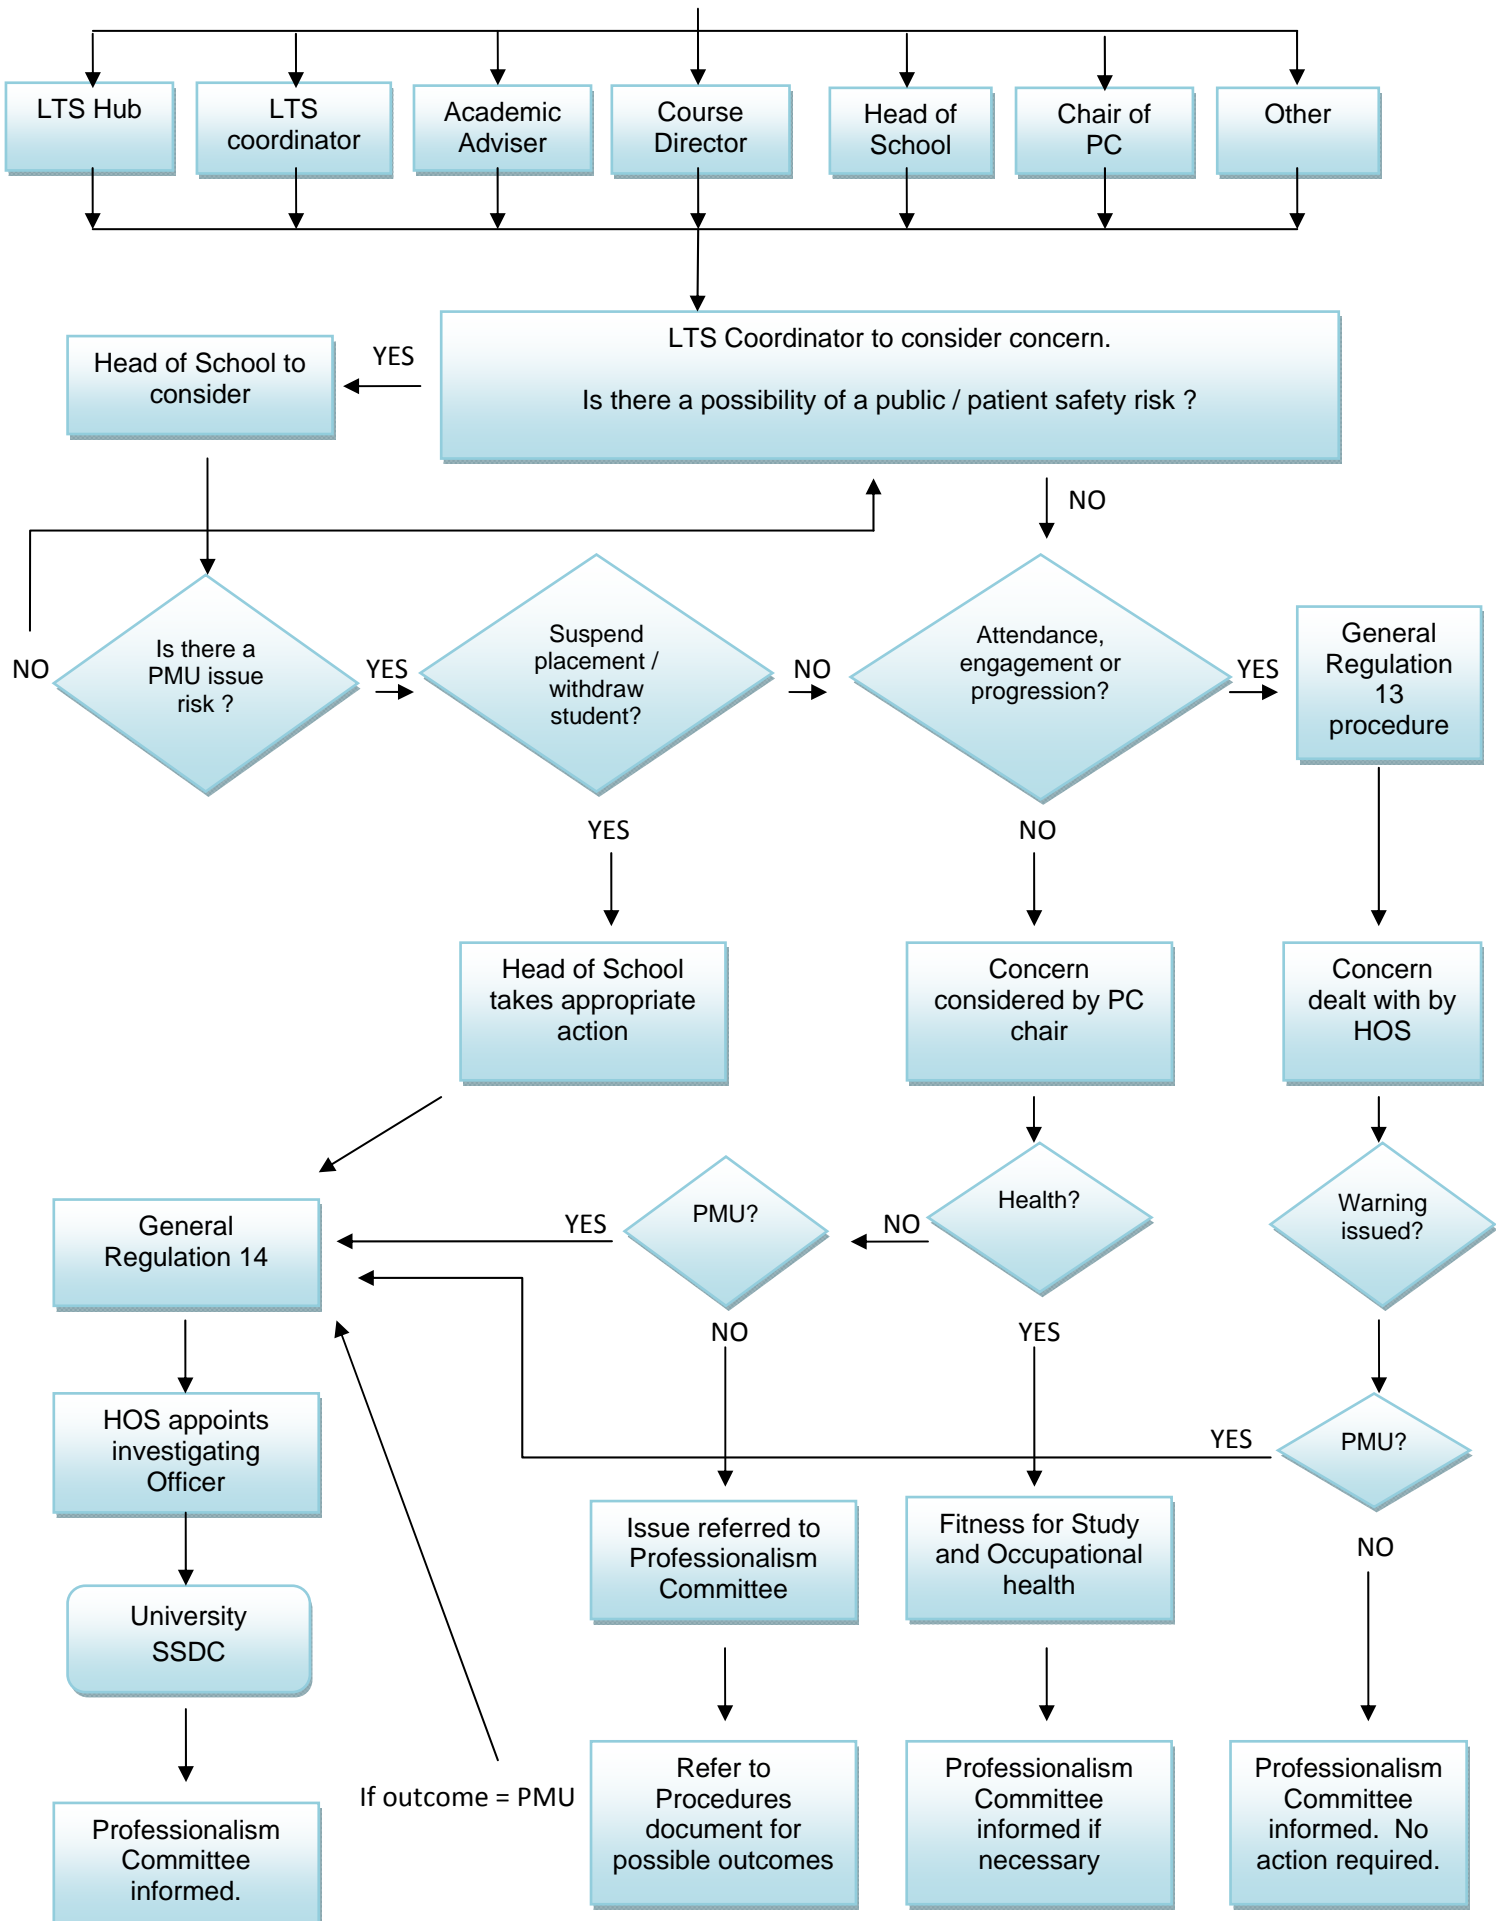 LTS Hub
LTS
coordinator
Academic
Adviser
Course
Director
Head of
School
Chair of
PC
Other
LTS Coordinator to consider concern.
Is there a possibility of a public / patient safety risk ?
YES
Head of School to
consider
NO
NO
Is there a
PMU issue
risk ?
YES
Suspend
placement /
withdraw
student?
NO
Attendance,
engagement or
progression?
YES
General
Regulation
13
procedure
YES
NO
Head of School
takes appropriate
action
Concern
considered by PC
chair
Concern
dealt with by
HOS
General
Regulation 14
YES
PMU?
NO
Health?
Warning
issued?
NO
YES
HOS appoints
investigating
Officer
YES
PMU?
Issue referred to
Professionalism
Committee
Fitness for Study
and Occupational
health
NO
University
SSDC
If outcome = PMU
Refer to
Procedures
document for
possible outcomes
Professionalism
Committee
informed if
necessary
Professionalism
Committee
informed.  No
action required.
Professionalism
Committee
informed.